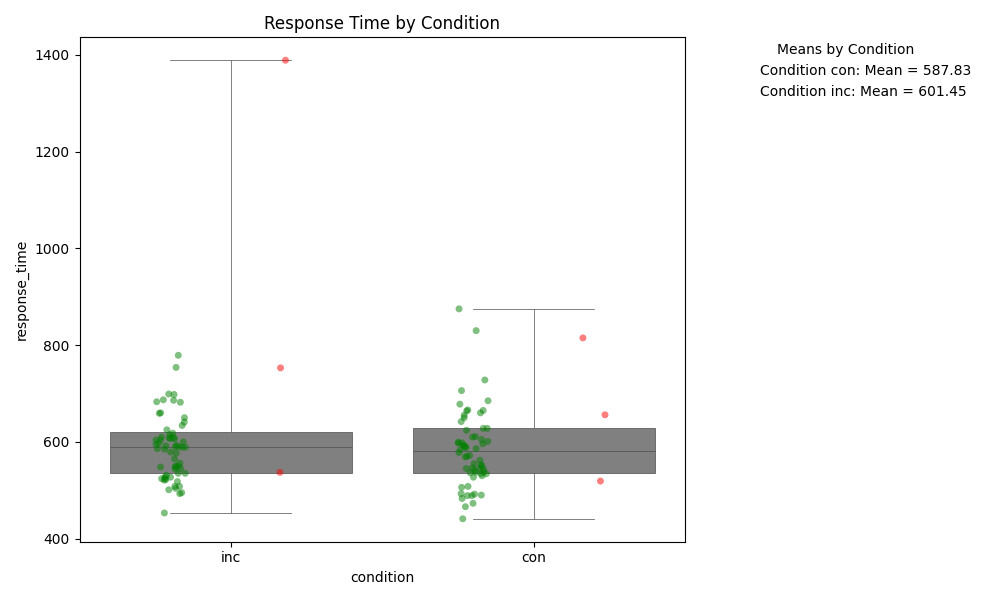 Response Time by Condition
Means by Condition
Condition con: Mean = 587.83
Condition inc: Mean = 601.45
1400
1200
1000
800
600
400
response_time
inc
con
condition